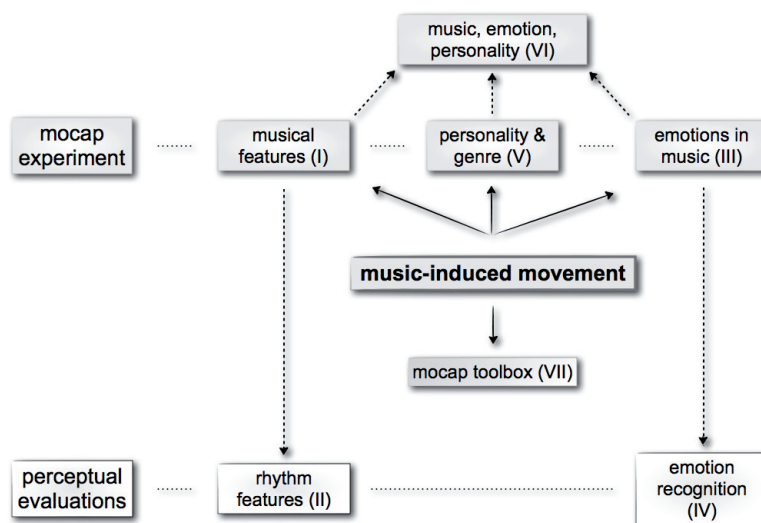 music, emotion,
personality (VI)
mocap
experiment
musical
features (I)
personality &
genre (V)
emotions in
music (III)
music-induced movement
mocap toolbox (VII)
perceptual
evaluations
rhythm
features (II)
emotion
recognition
(IV)